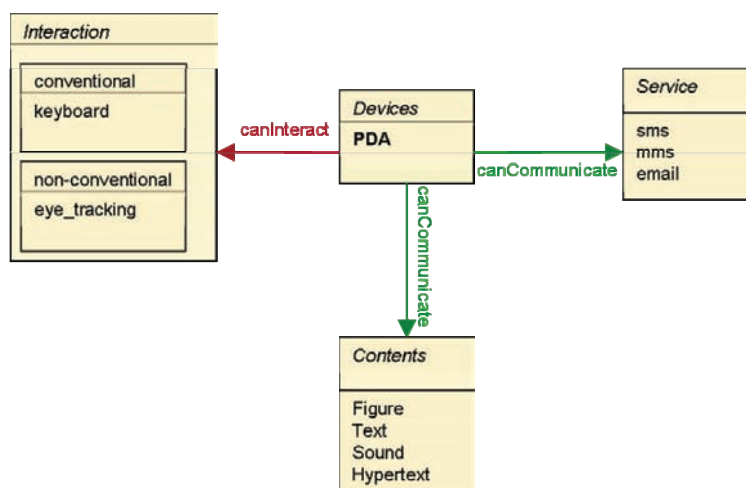 Interaction
conventional
keyboard
non-conventional
eye_tracking
canInteract
Devices
PDA
canCommunicate
Service
sms
mms
email
canCommunicate
Contents
Figure
Text
Sound
Hypertext